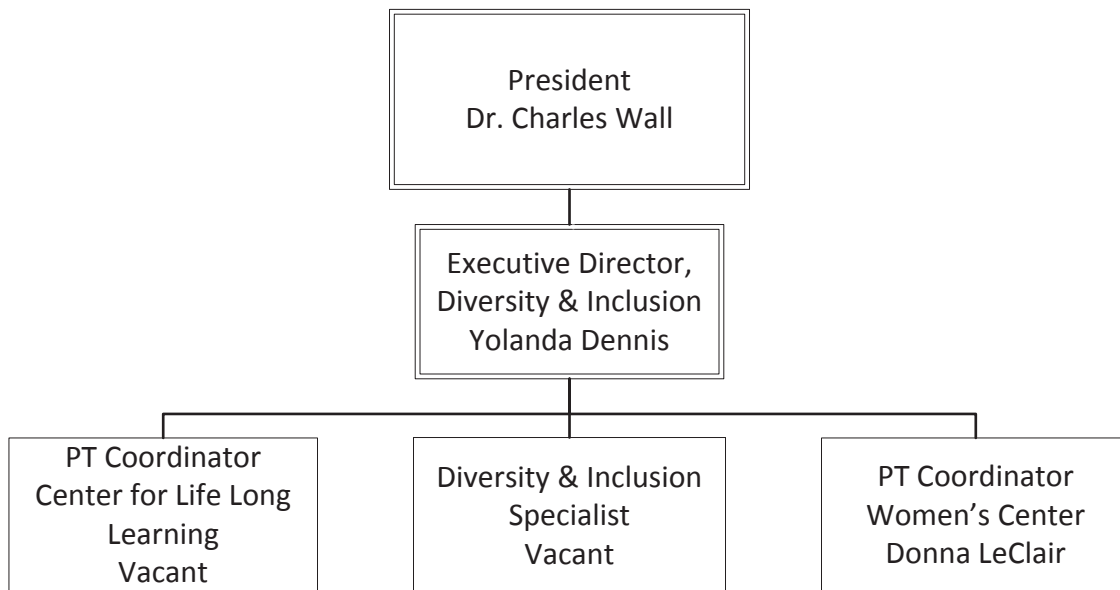 President
Dr. Charles Wall
Executive Director,
Diversity & Inclusion
Yolanda Dennis
PT Coordinator
Center for Life Long
Learning
Vacant
Diversity & Inclusion
Specialist
Vacant
PT Coordinator
Women’s Center
Donna LeClair